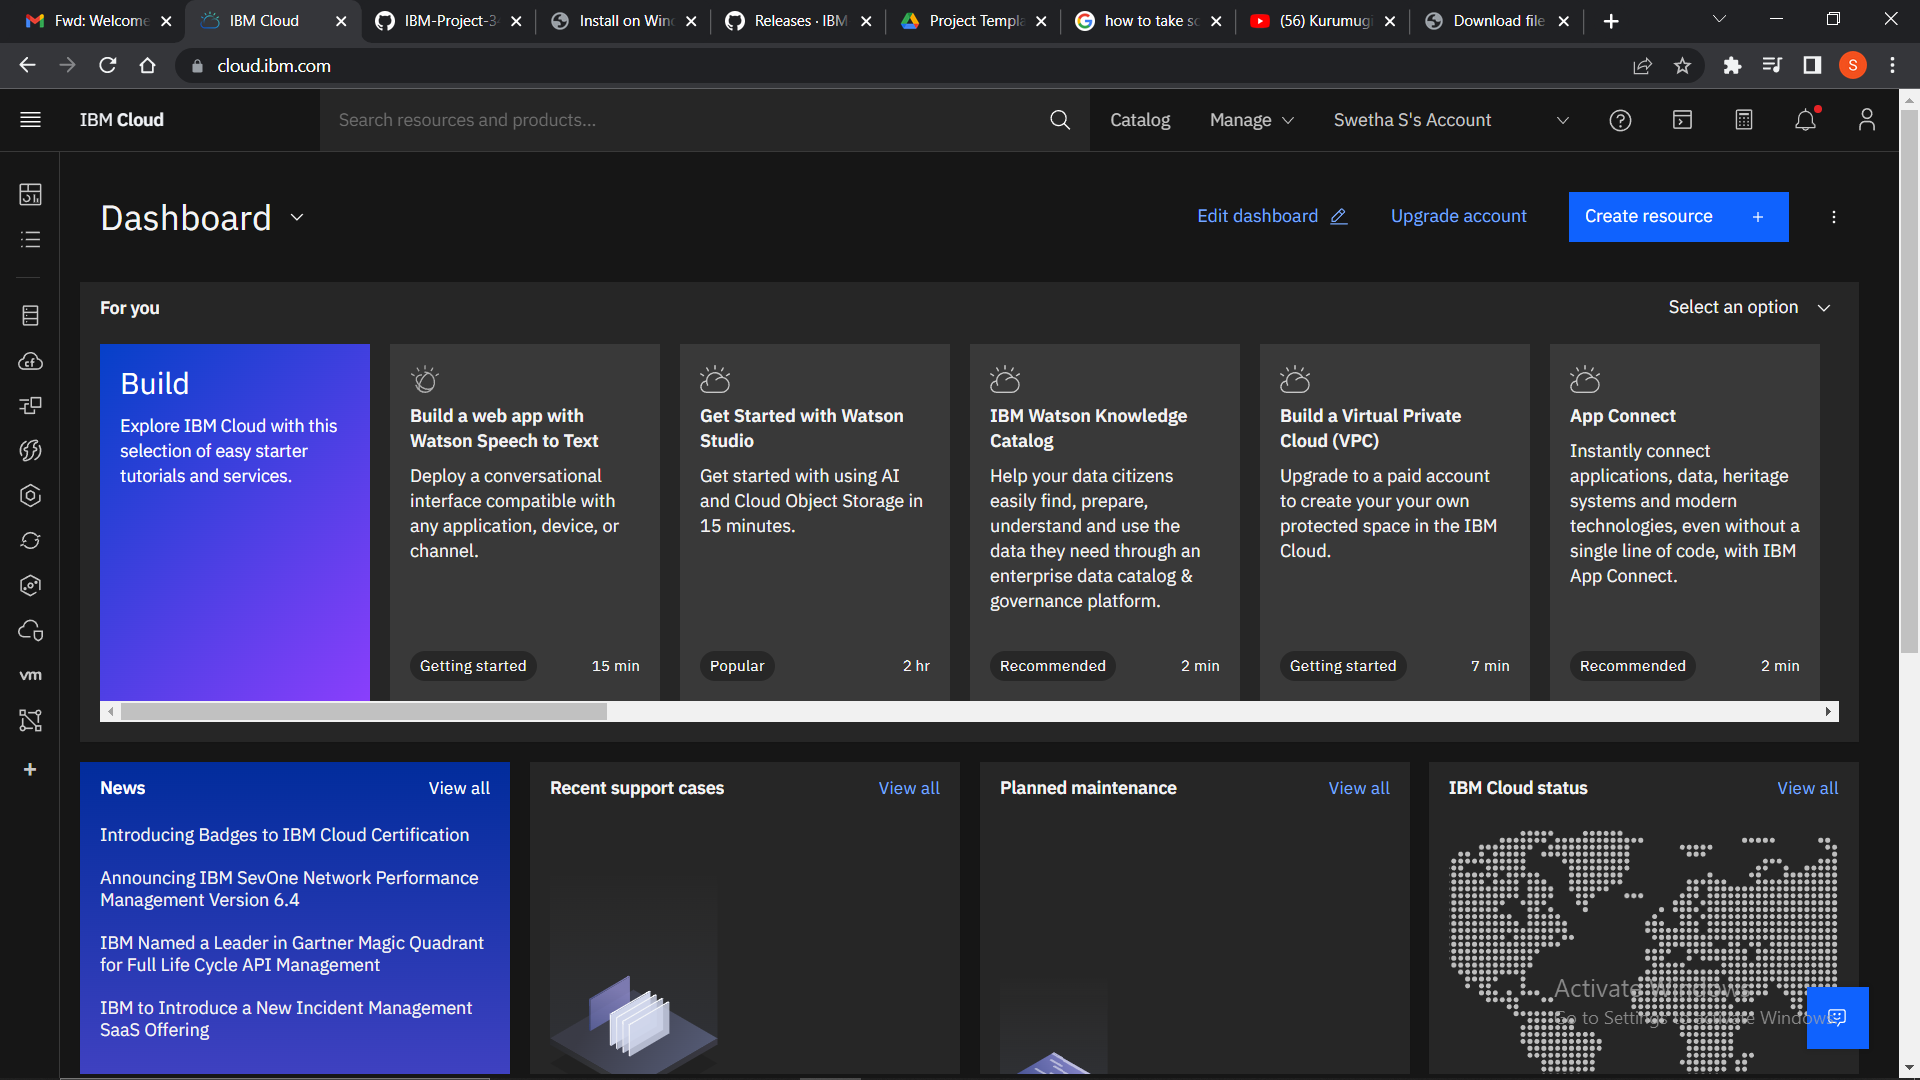 Fwd: Welcome
IBM Cloud
IBM-Project-3
Install on Win
Releases · IBM
Project Templa
how to take sc
(56) Kurumugi
Download file
cloud.ibm.com
S
IBM Cloud
Search resources and products...
Catalog
Manage
Swetha S's Account
Dashboard
Edit dashboard
Upgrade account
Create resource +
For you
Select an option
Build
Explore IBM Cloud with this
selection of easy starter
tutorials and services.
Build a web app with
Watson Speech to Text
Deploy a conversational
interface compatible with
any application, device, or
channel.
Getting started
15 min
Get Started with Watson
Studio
Get started with using AI
and Cloud Object Storage in
15 minutes.
Popular
2 hr
IBM Watson Knowledge
Catalog
Help your data citizens
easily find, prepare,
understand and use the
data they need through an
enterprise data catalog &
governance platform.
Recommended
2 min
Build a Virtual Private
Cloud (VPC)
Upgrade to a paid account
to create your your own
protected space in the IBM
Cloud.
Getting started
7 min
App Connect
Instantly connect
applications, data, heritage
systems and modern
technologies, even without a
single line of code, with IBM
App Connect.
Recommended
2 min
vm
News
View all
Introducing Badges to IBM Cloud Certification
Announcing IBM SevOne Network Performance
Management Version 6.4
IBM Named a Leader in Gartner Magic Quadrant
for Full Life Cycle API Management
IBM to Introduce a New Incident Management
SaaS Offering
Recent support cases
View all
Planned maintenance
View all
IBM Cloud status
View all
Activate Windows
Go to Settings to activate Windows.